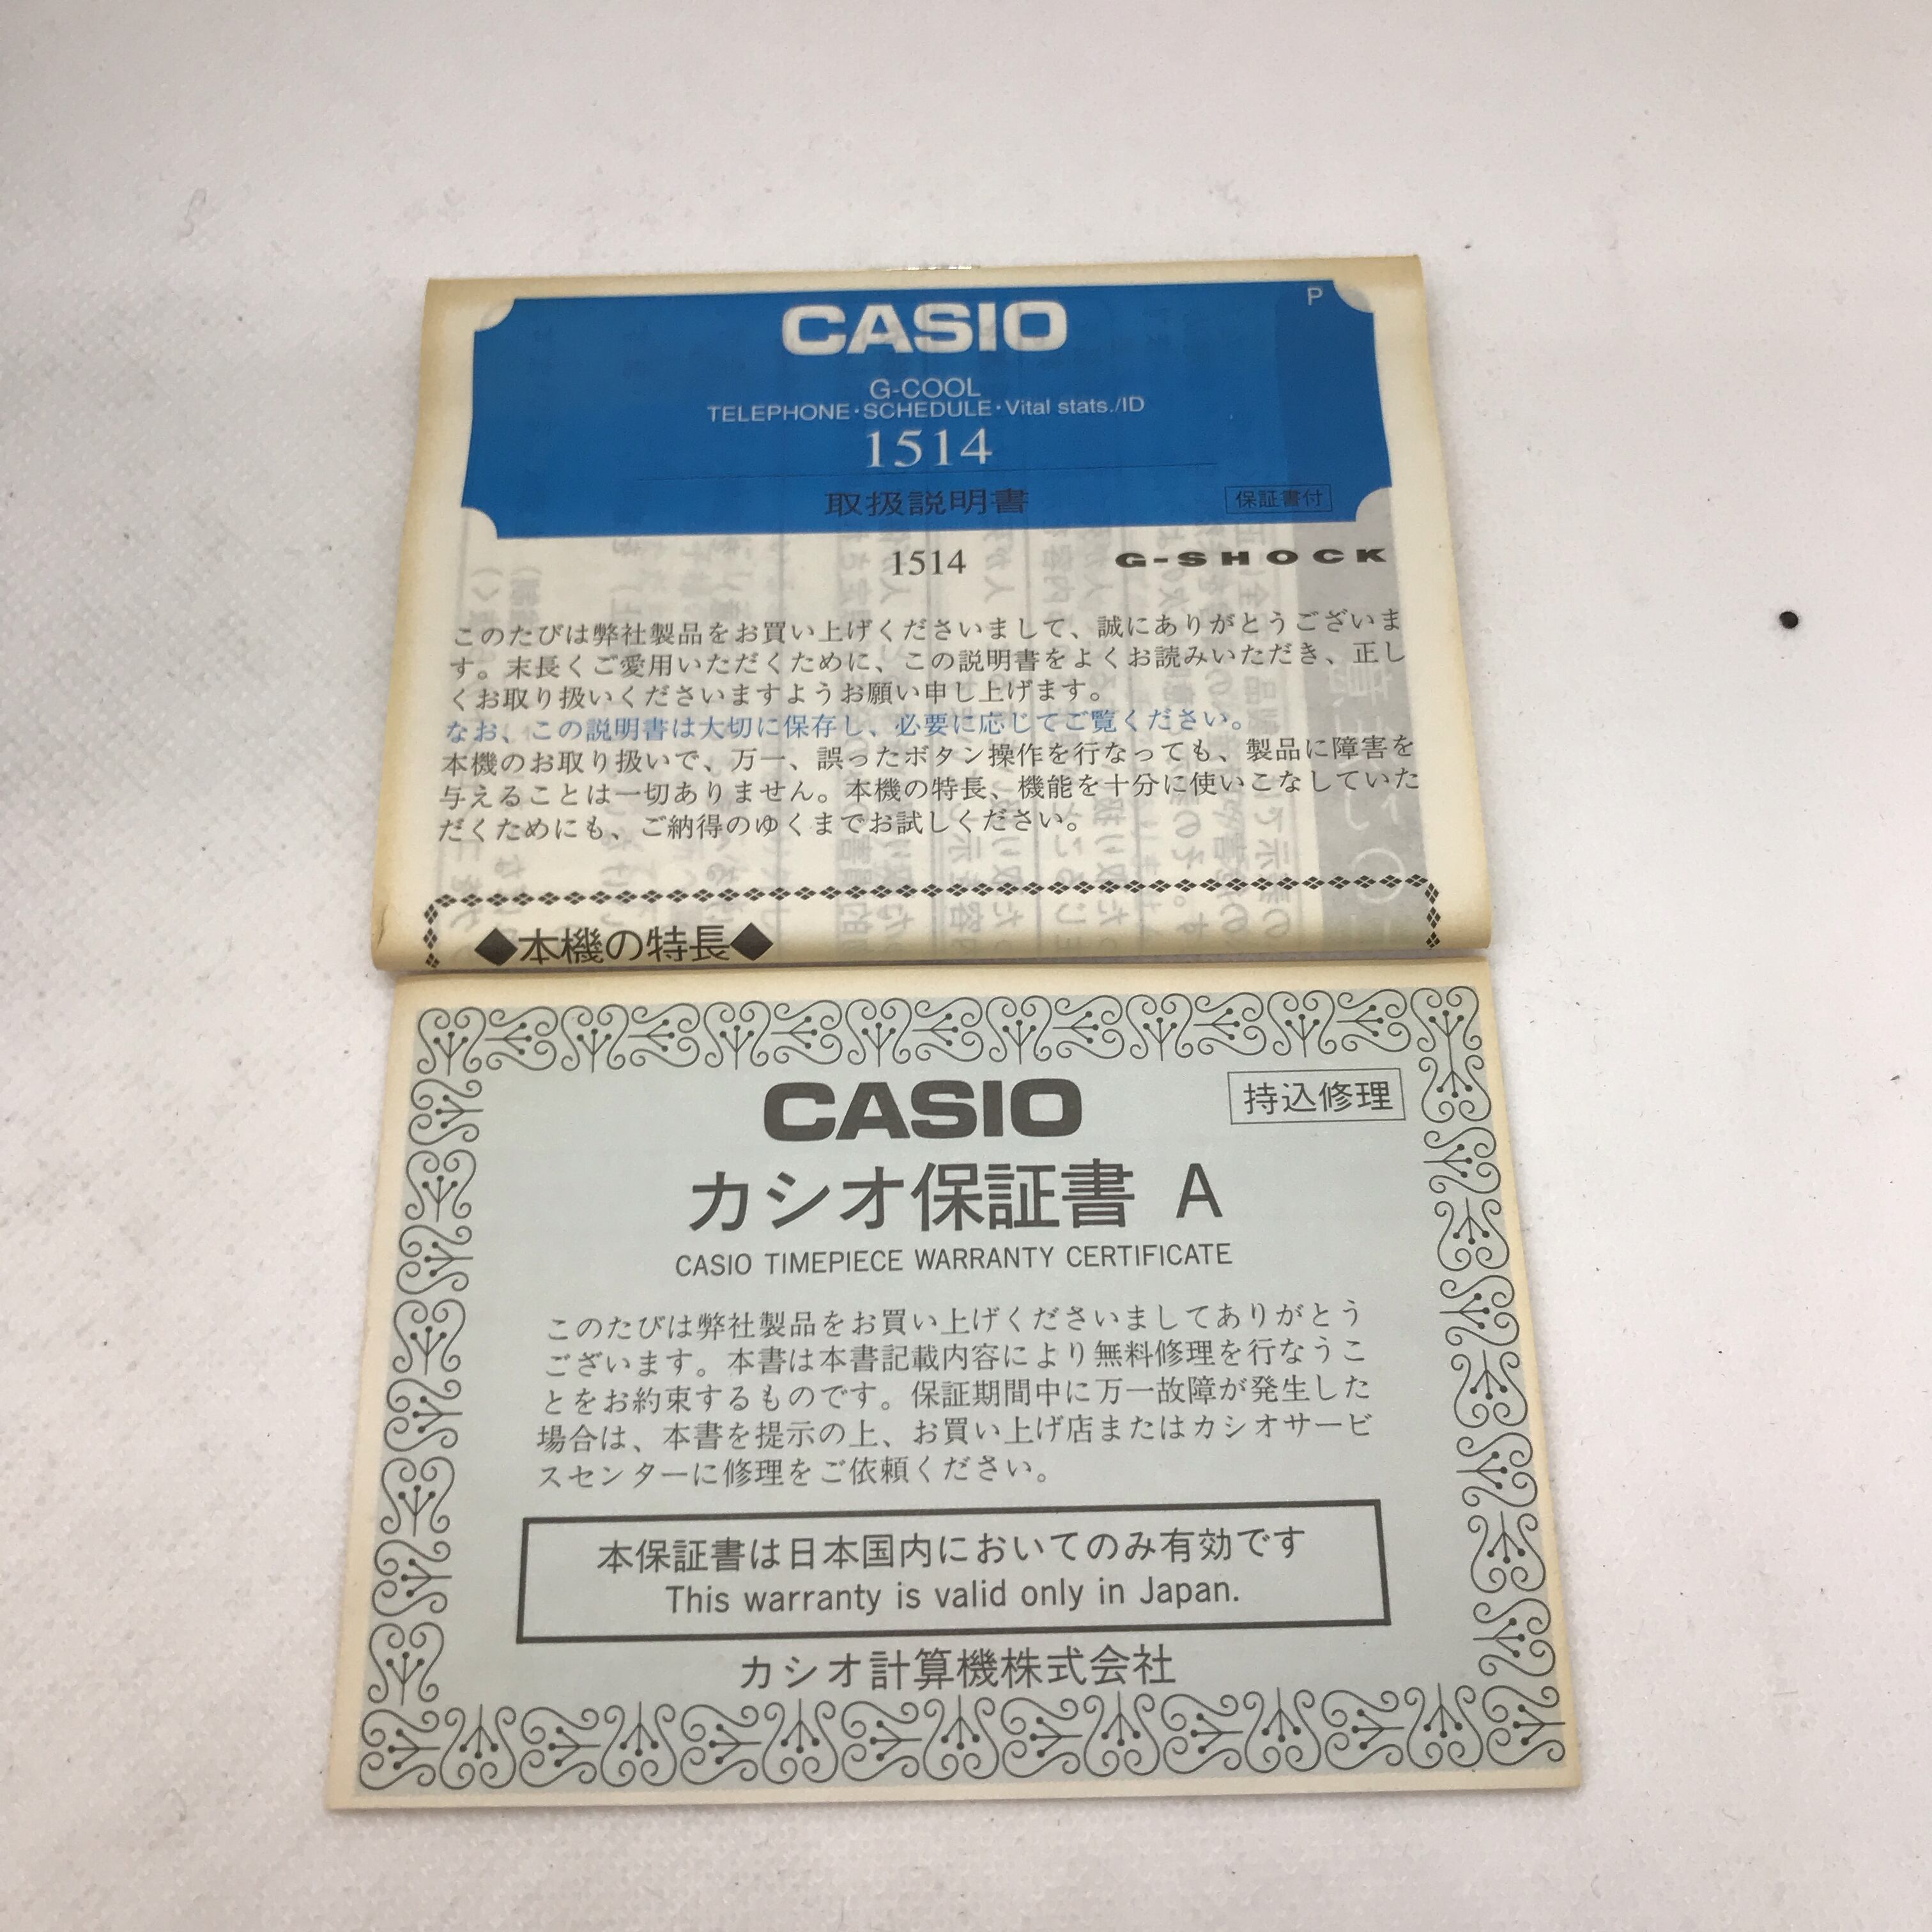 P
CASIO
G-COOL
TELEPHONE・SCHEDULE・Vital stats./ID
1514
取扱説明書
保証書付
1514
G-SHOCK
このたびは弊社製品をお買い上げくださいまして、誠にありがとうございま
す。末長くご愛用いただくために、この説明書をよくお読みいただき、正し
くお取り扱いくださいますようお願い申し上げます。
なお、この説明書は大切に保存し、必要に応じてご覧ください。
本機のお取り扱いで、万一、誤ったボタン操作を行なっても、製品に障害を
与えることは一切ありません。本機の特長、機能を十分に使いこなしていた
だくためにも、ご納得のゆくまでお試しください。
◆本機の特長◆
CASIO
持込修理
カシオ保証書 A
CASIO TIMEPIECE WARRANTY CERTIFICATE
このたびは弊社製品をお買い上げくださいましてありがとう
ございます。本書は本書記載内容により無料修理を行なうこ
とをお約束するものです。保証期間中に万一故障が発生した
場合は、本書を提示の上、お買い上げ店またはカシオサービ
スセンターに修理をご依頼ください。
本保証書は日本国内においてのみ有効です
This warranty is valid only in Japan.
カシオ計算機株式会社